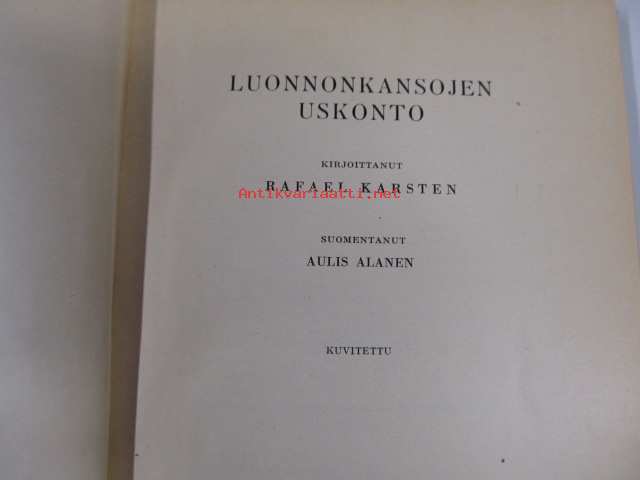 LUONNONKANSOJEN
USKONTO
KIRJOITTANUT
RAFAEL KARSTEN
Antikvariaatti.net
SUOMENTANUT
AULIS ALANEN
KUVITETTU